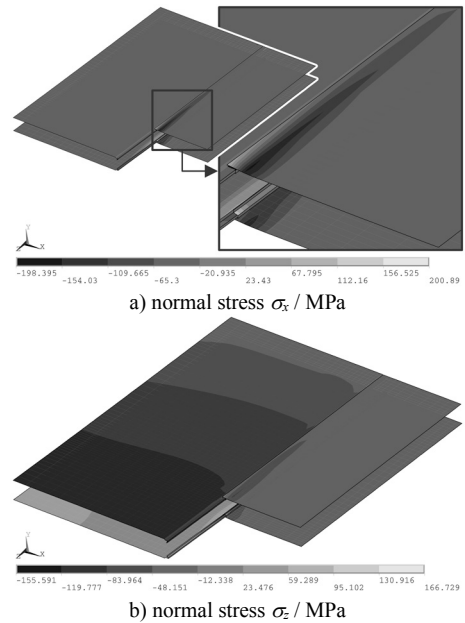 Y
Z X
-198.395 -109.665 -20.935 67.795 156.525
-154.03 -65.3 23.43 112.16 200.89
a) normal stress σx / MPa
Y
Z X
-155.591 -83.964 -12.338 59.289 130.916
-119.777 -48.151 23.476 95.102 166.729
b) normal stress σz / MPa